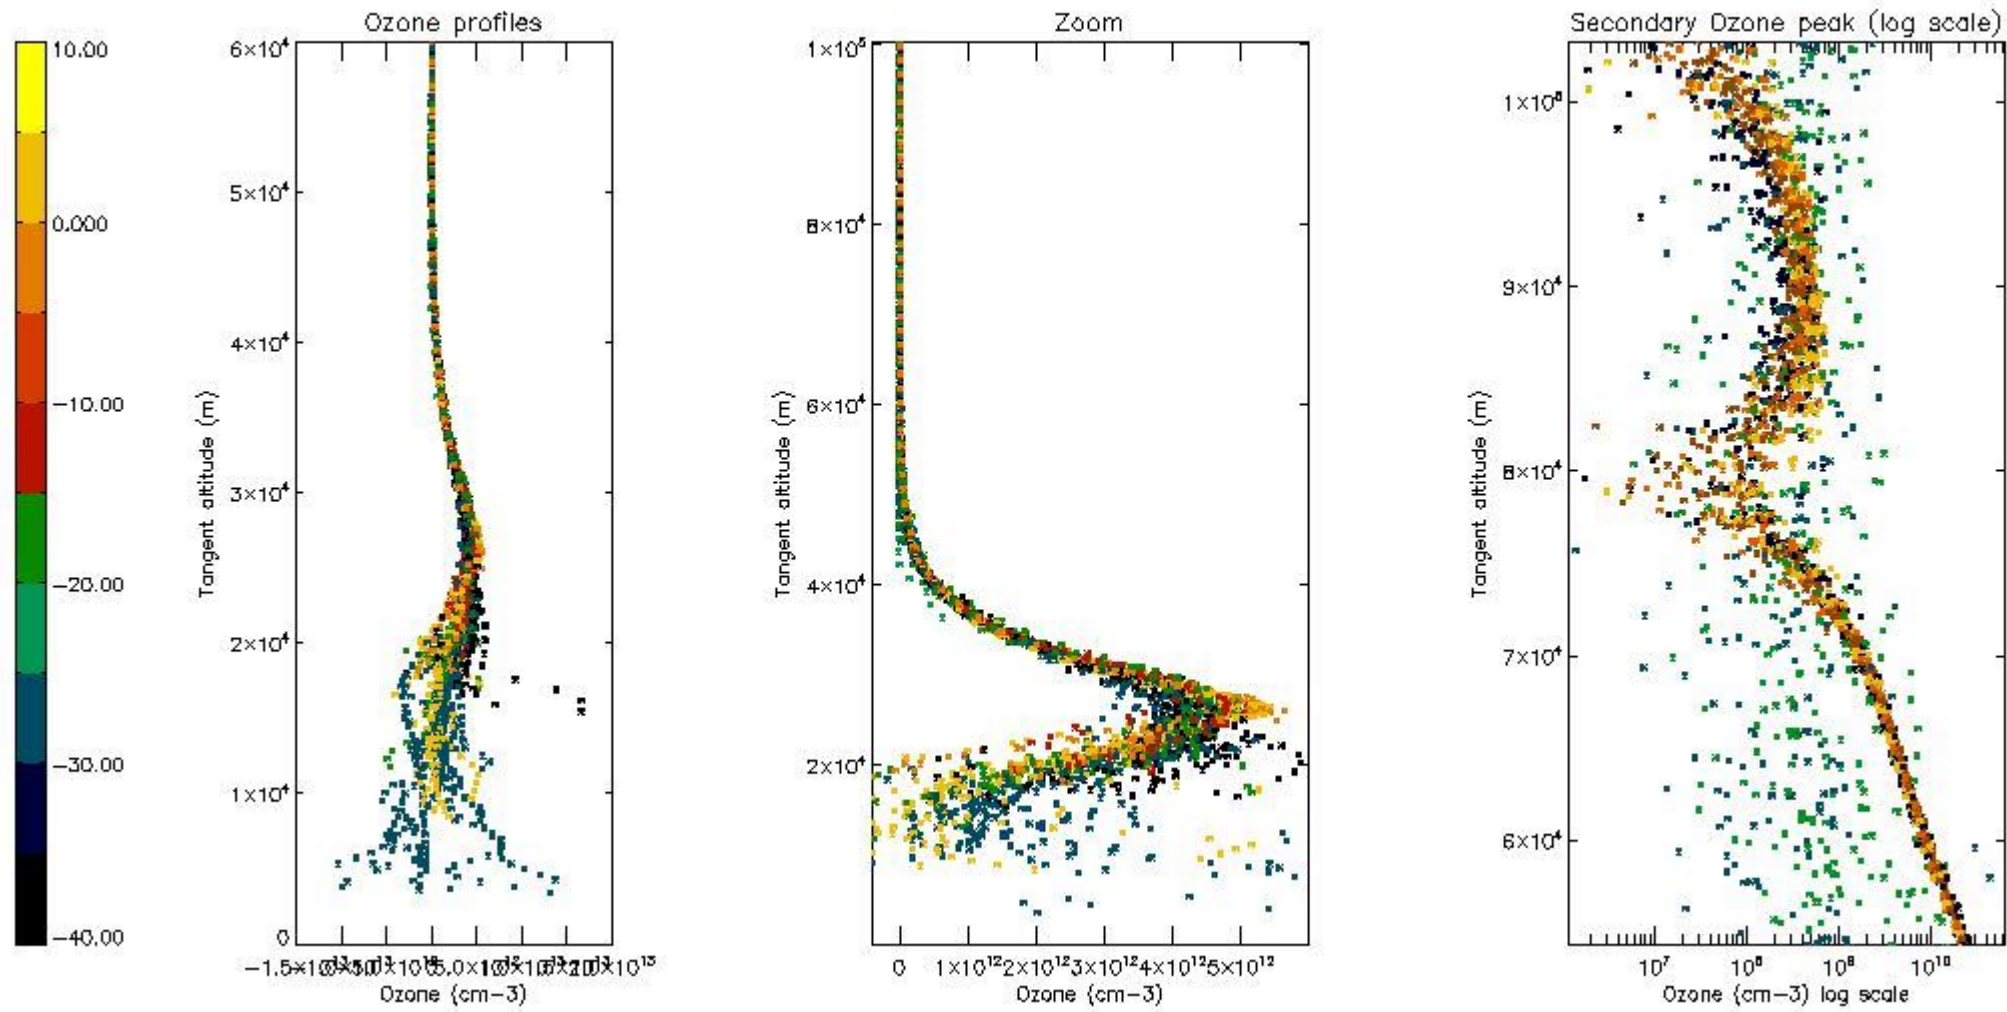 Ozone profiles
Zoom
Secondary Ozone peak (log scale)
10.00
0.000
−10.00
−20.00
−30.00
−40.00
6×10⁴
5×10⁴
4×10⁴
3×10⁴
2×10⁴
1×10⁴
0
Tangent altitude (m)
Ozone (cm−3)
1×10⁵
8×10⁴
6×10⁴
4×10⁴
2×10⁴
Tangent altitude (m)
0 1×10¹² 2×10¹² 3×10¹² 4×10¹² 5×10¹²
Ozone (cm−3)
1×10⁵
9×10⁴
8×10⁴
7×10⁴
6×10⁴
Tangent altitude (m)
10⁷ 10⁸ 10⁹ 10¹⁰
Ozone (cm−3) log scale